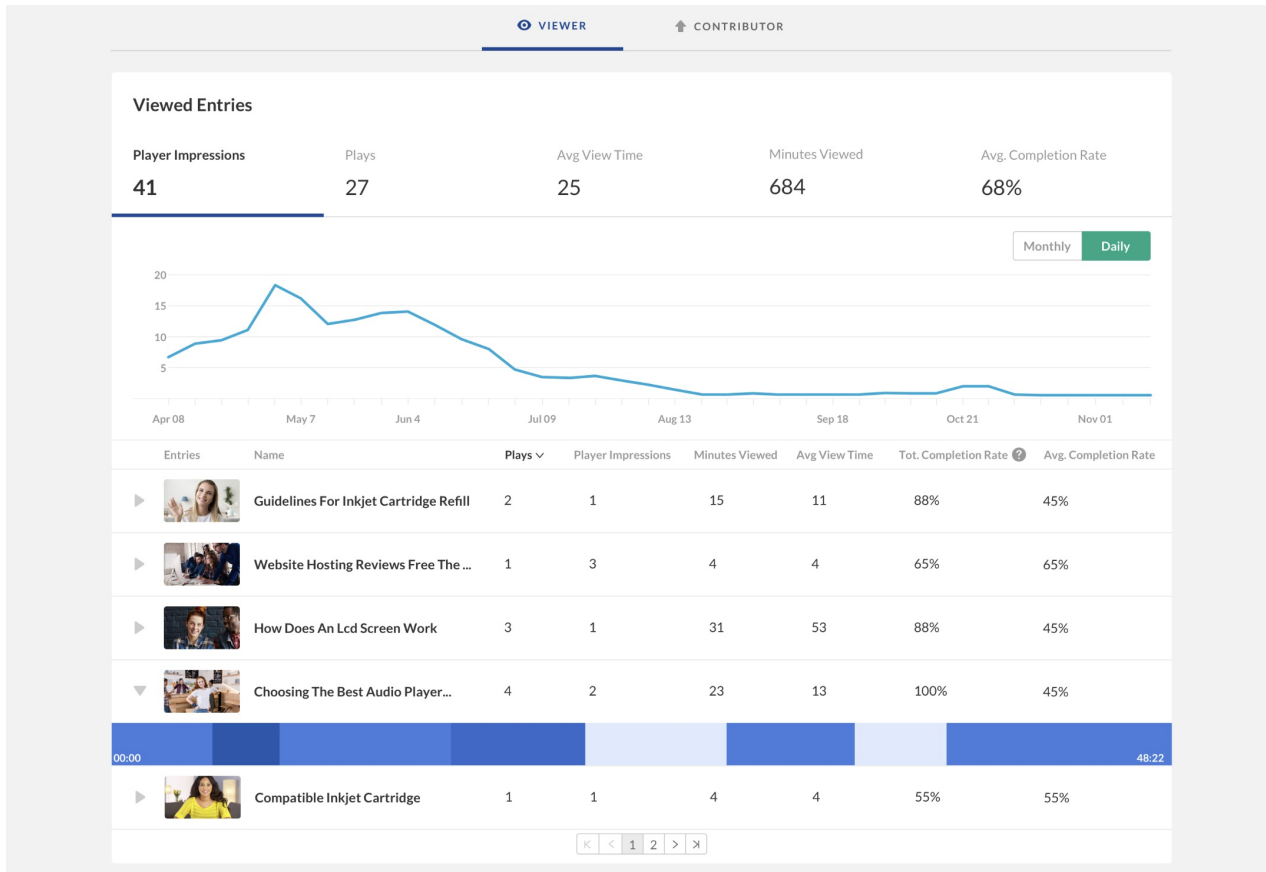 VIEWER CONTRIBUTOR
Viewed Entries
Player Impressions Plays Avg View Time Minutes Viewed Avg. Completion Rate
41 27 25 684 68%
Monthly Daily
20
15
10
5
Apr 08 May 7 Jun 4 Jul 09 Aug 13 Sep 18 Oct 21 Nov 01
Entries Name Plays Player Impressions Minutes Viewed Avg View Time Tot. Completion Rate ? Avg. Completion Rate
Guidelines For Inkjet Cartridge Refill 2 1 15 11 88% 45%
Website Hosting Reviews Free The ... 1 3 4 4 65% 65%
How Does An Lcd Screen Work 3 1 31 53 88% 45%
Choosing The Best Audio Player... 4 2 23 13 100% 45%
00:00 48:22
Compatible Inkjet Cartridge 1 1 4 4 55% 55%
1 2